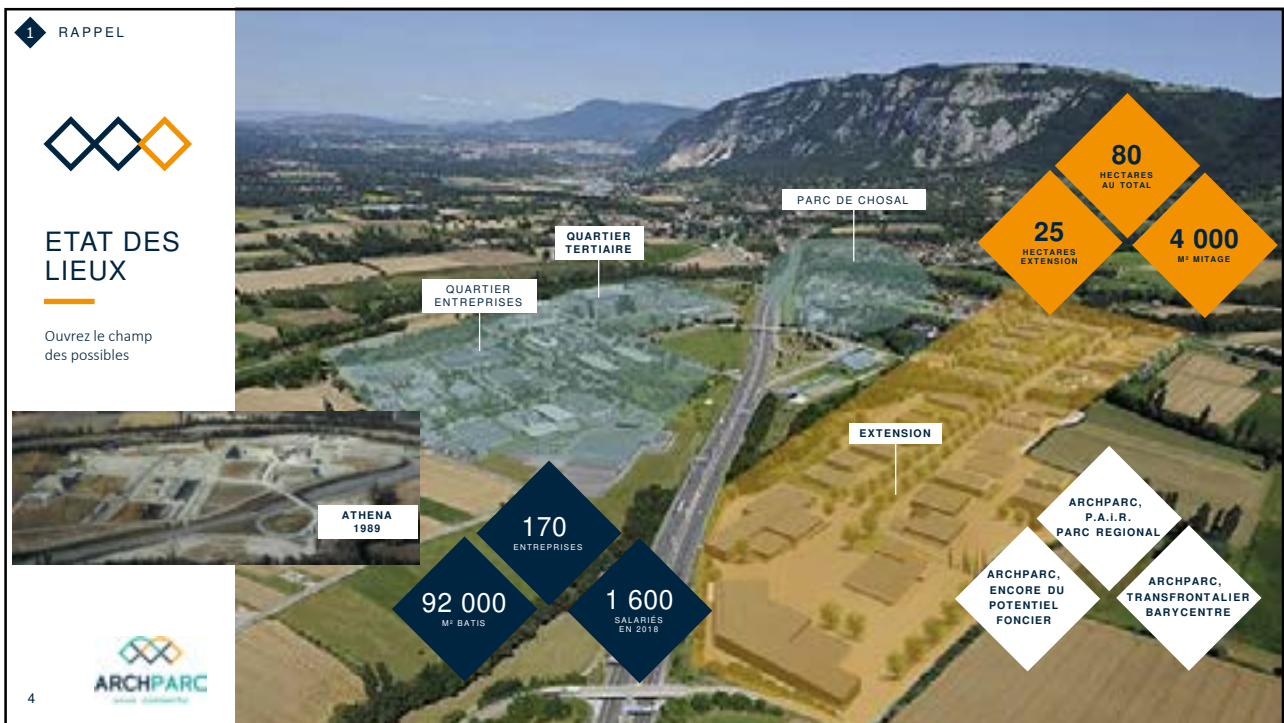 1 RAPPEL
ETAT DES
LIEUX
Ouvrez le champ
des possibles
PARC DE CHOSAL
QUARTIER
TERTIAIRE
QUARTIER
ENTREPRISES
EXTENSION
80
HECTARES
AU TOTAL
25
HECTARES
EXTENSION
4 000
M² MITAGE
ATHENA
1989
170
ENTREPRISES
92 000
M² BATIS
1 600
SALARIÉS
EN 2018
ARCHPARC,
P.A.i.R.
PARC REGIONAL
ARCHPARC,
ENCORE DU
POTENTIEL
FONCIER
ARCHPARC,
TRANSFRONTALIER
BARYCENTRE
ARCHPARC
4